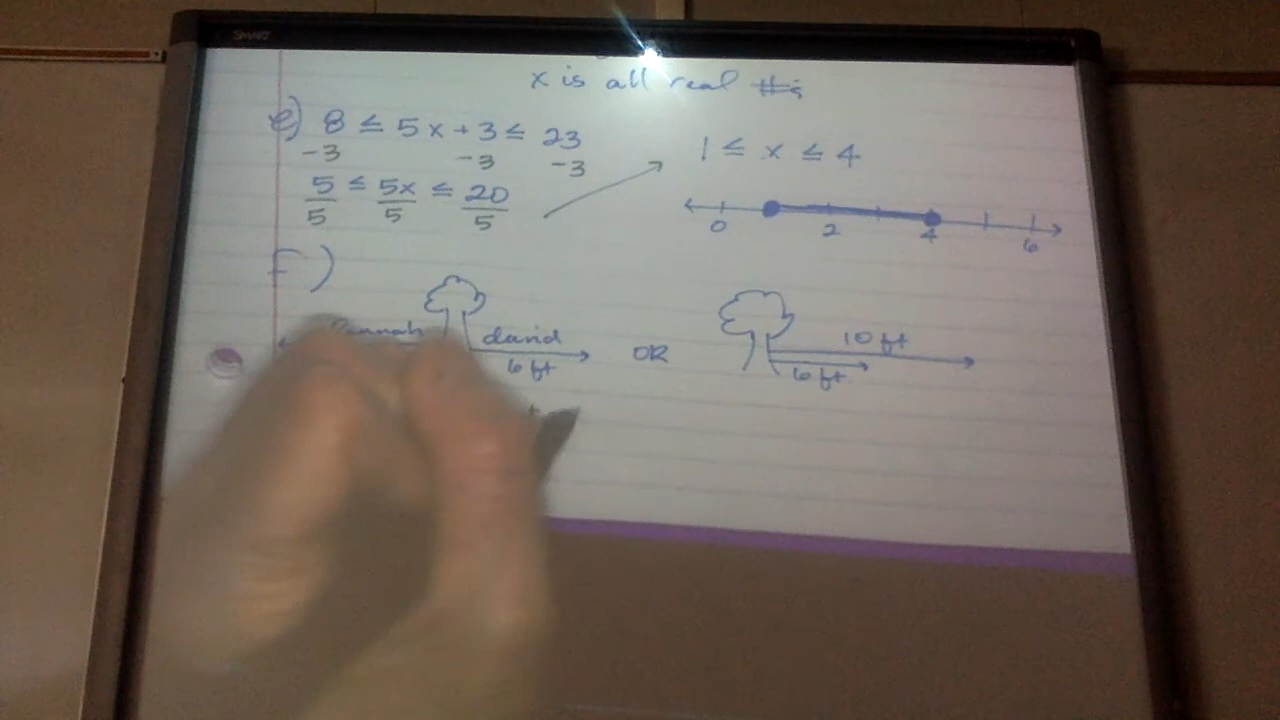 SMART
x is all real #s
e) 8 ≤ 5x + 3 ≤ 23
-3 -3 -3
5/5 ≤ 5x/5 ≤ 20/5
1 ≤ x ≤ 4
0 2 4 6
F)
david
6 ft
OR
10 ft
6 ft